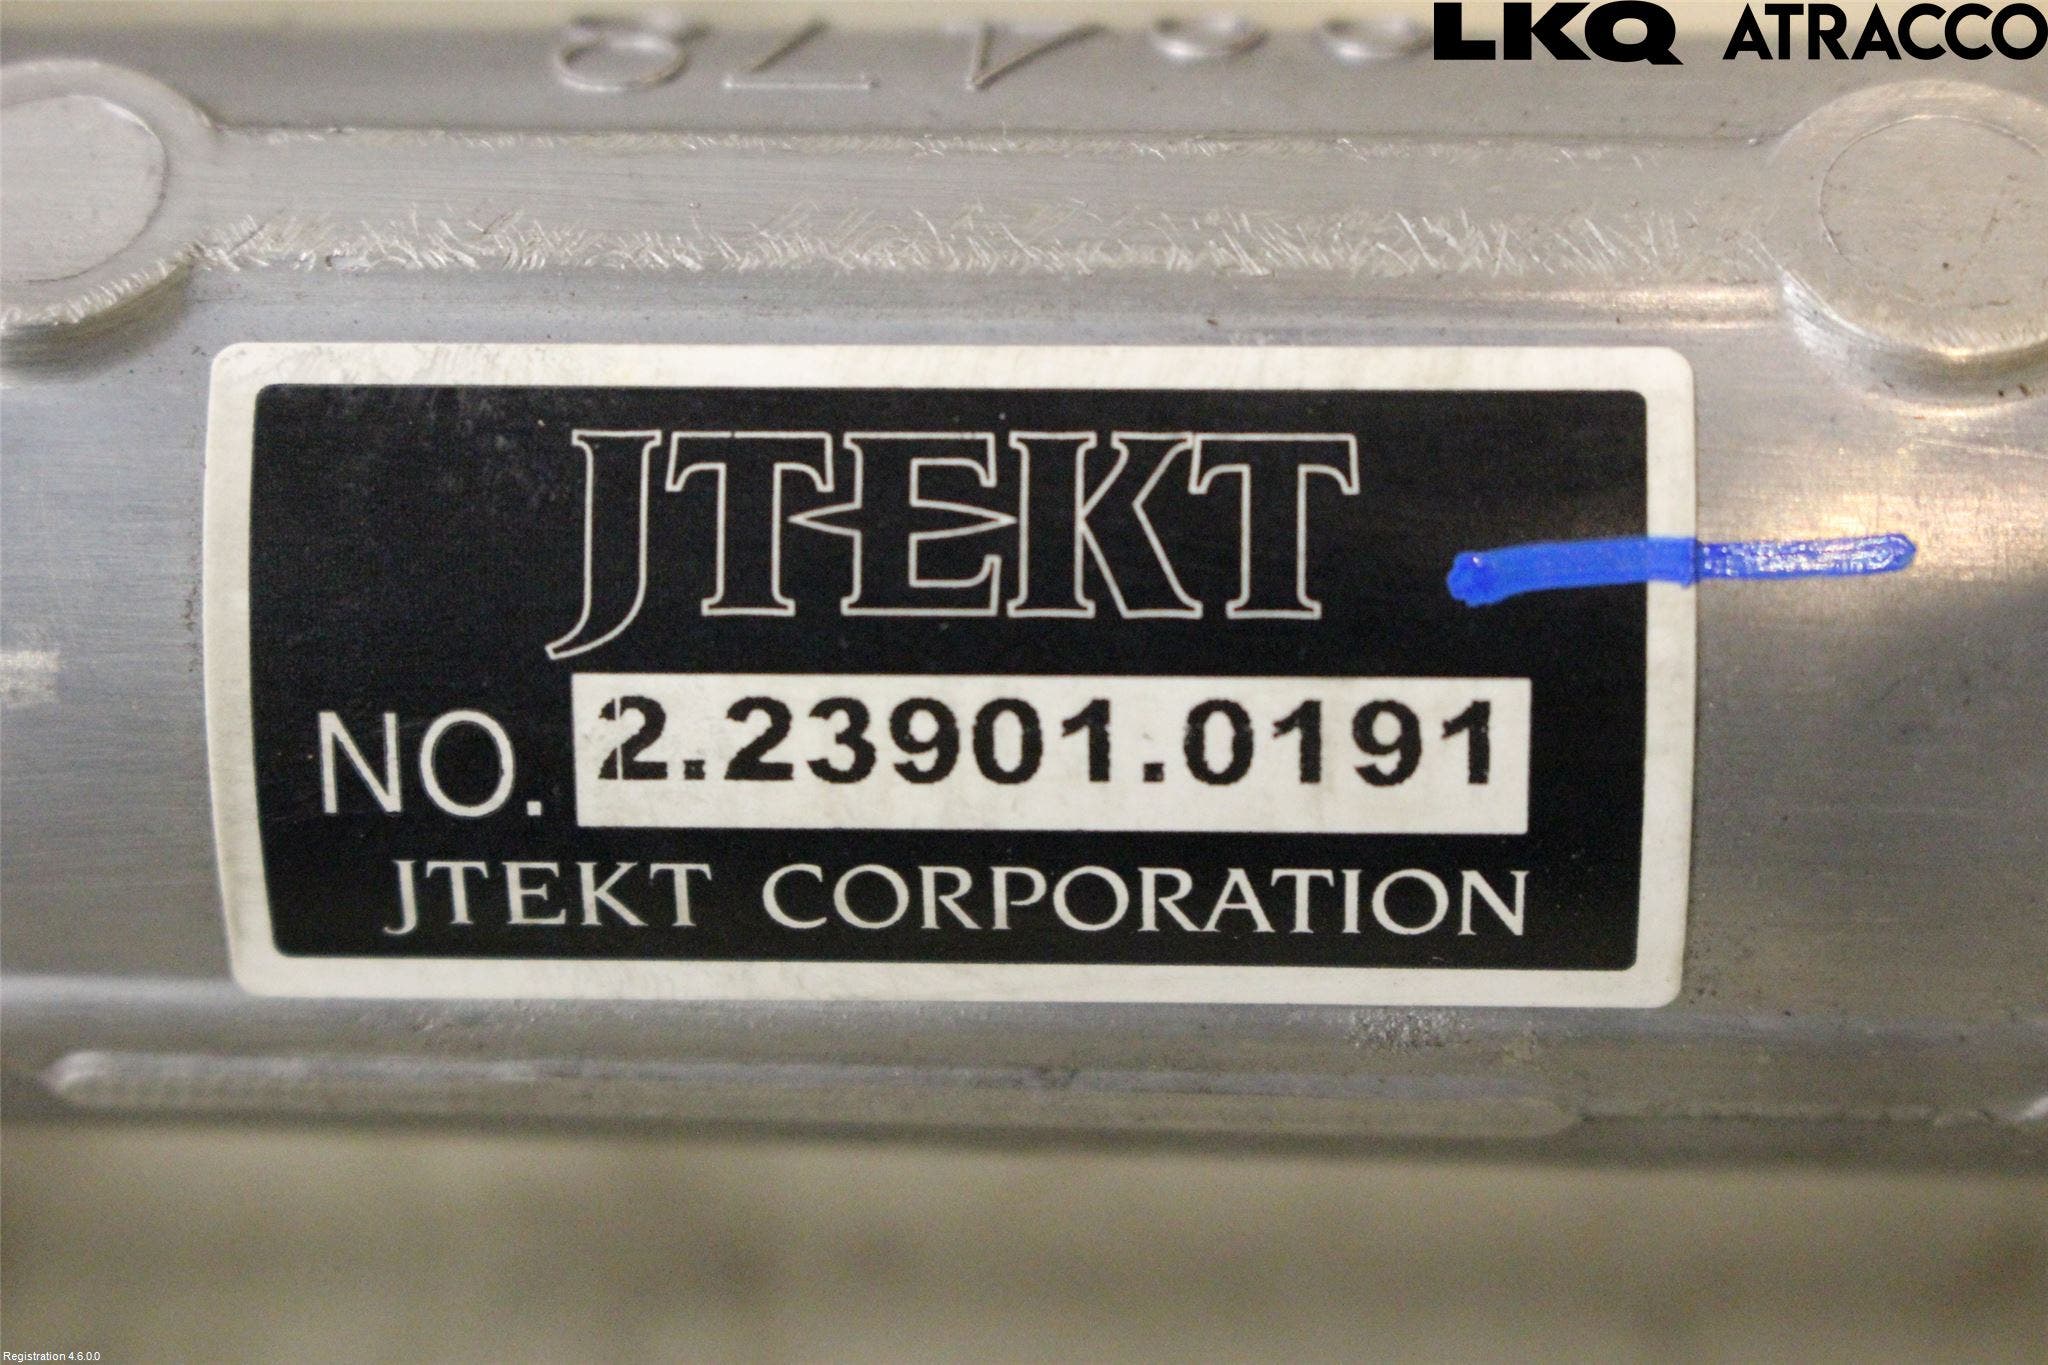 LKQ ATRACCO
JTEKT
NO. 2.23901.0191
JTEKT CORPORATION
Registration 4.6.0.0